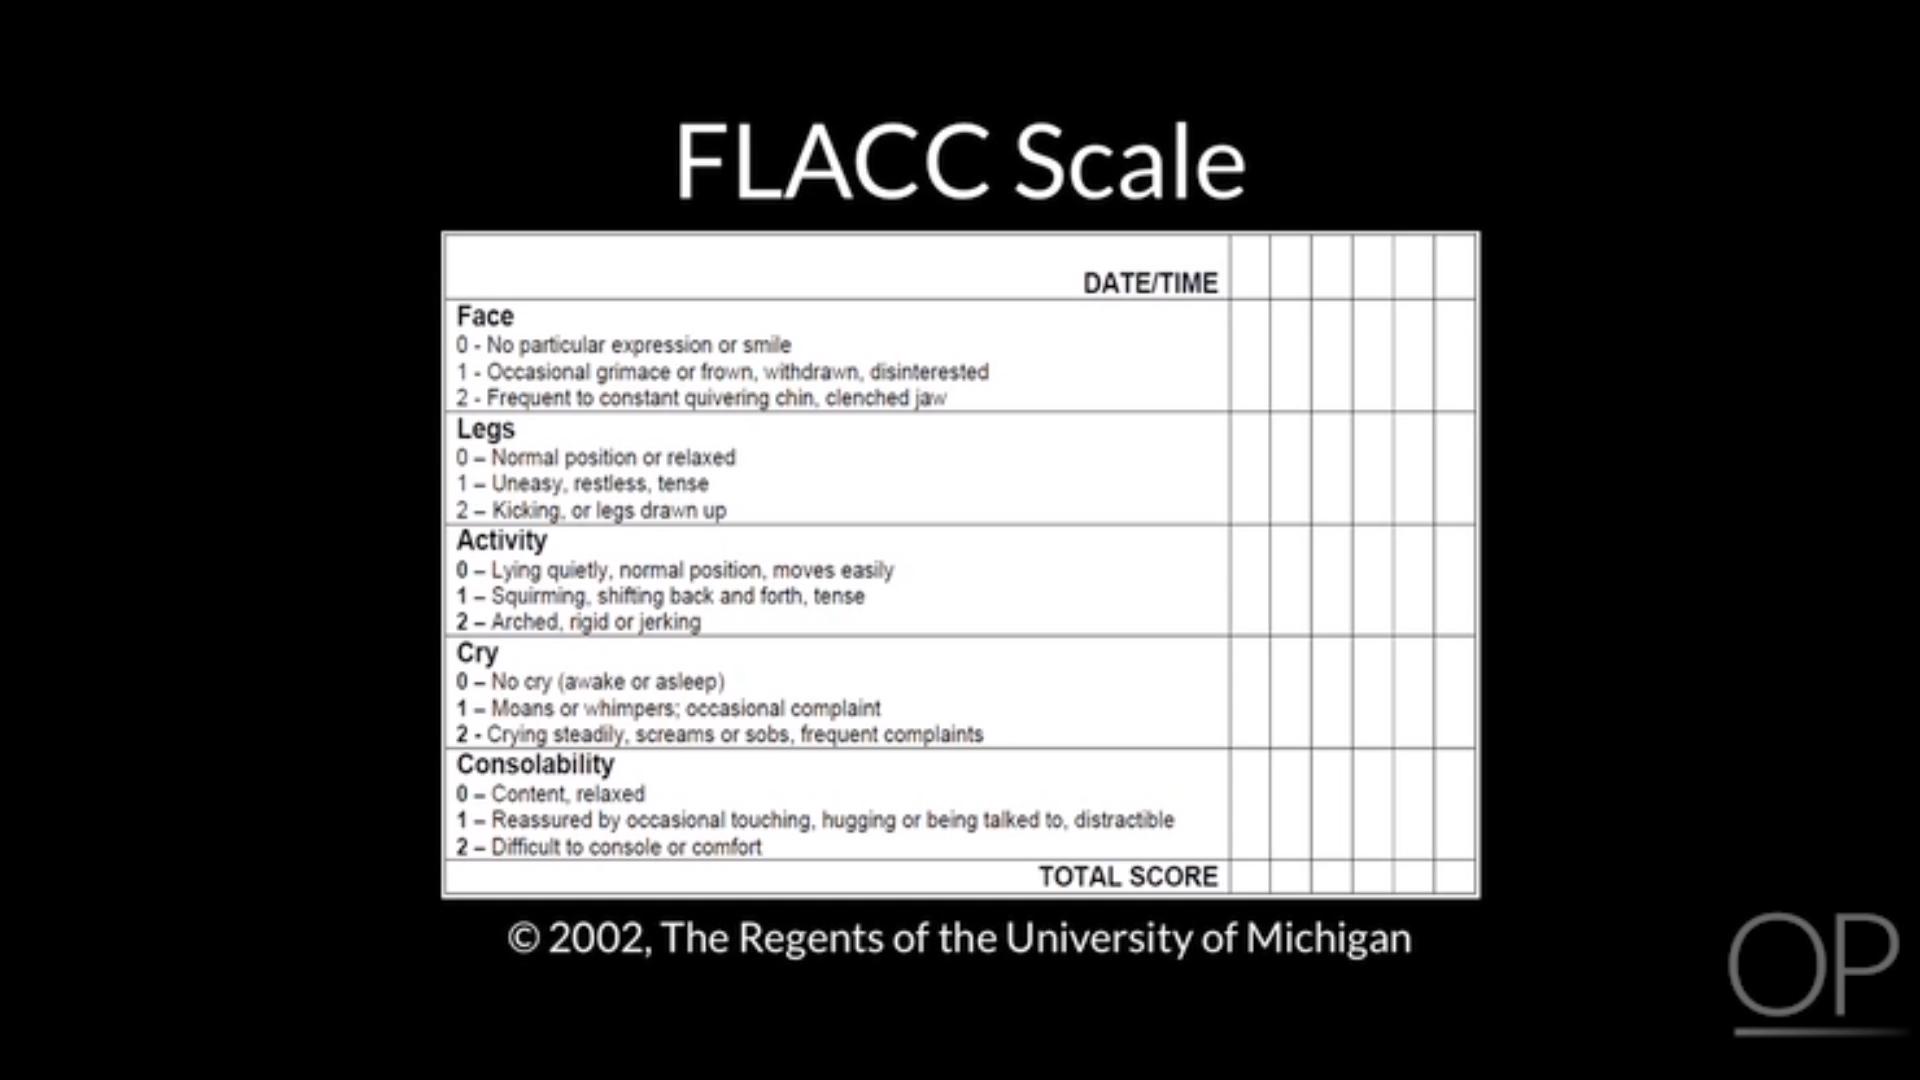 FLACC Scale
DATE/TIME
Face
0 - No particular expression or smile
1 - Occasional grimace or frown, withdrawn, disinterested
2 - Frequent to constant quivering chin, clenched jaw
Legs
0 – Normal position or relaxed
1 – Uneasy, restless, tense
2 – Kicking, or legs drawn up
Activity
0 – Lying quietly, normal position, moves easily
1 – Squirming, shifting back and forth, tense
2 – Arched, rigid or jerking
Cry
0 – No cry (awake or asleep)
1 – Moans or whimpers; occasional complaint
2 - Crying steadily, screams or sobs, frequent complaints
Consolability
0 – Content, relaxed
1 – Reassured by occasional touching, hugging or being talked to, distractible
2 – Difficult to console or comfort
TOTAL SCORE
© 2002, The Regents of the University of Michigan
OP